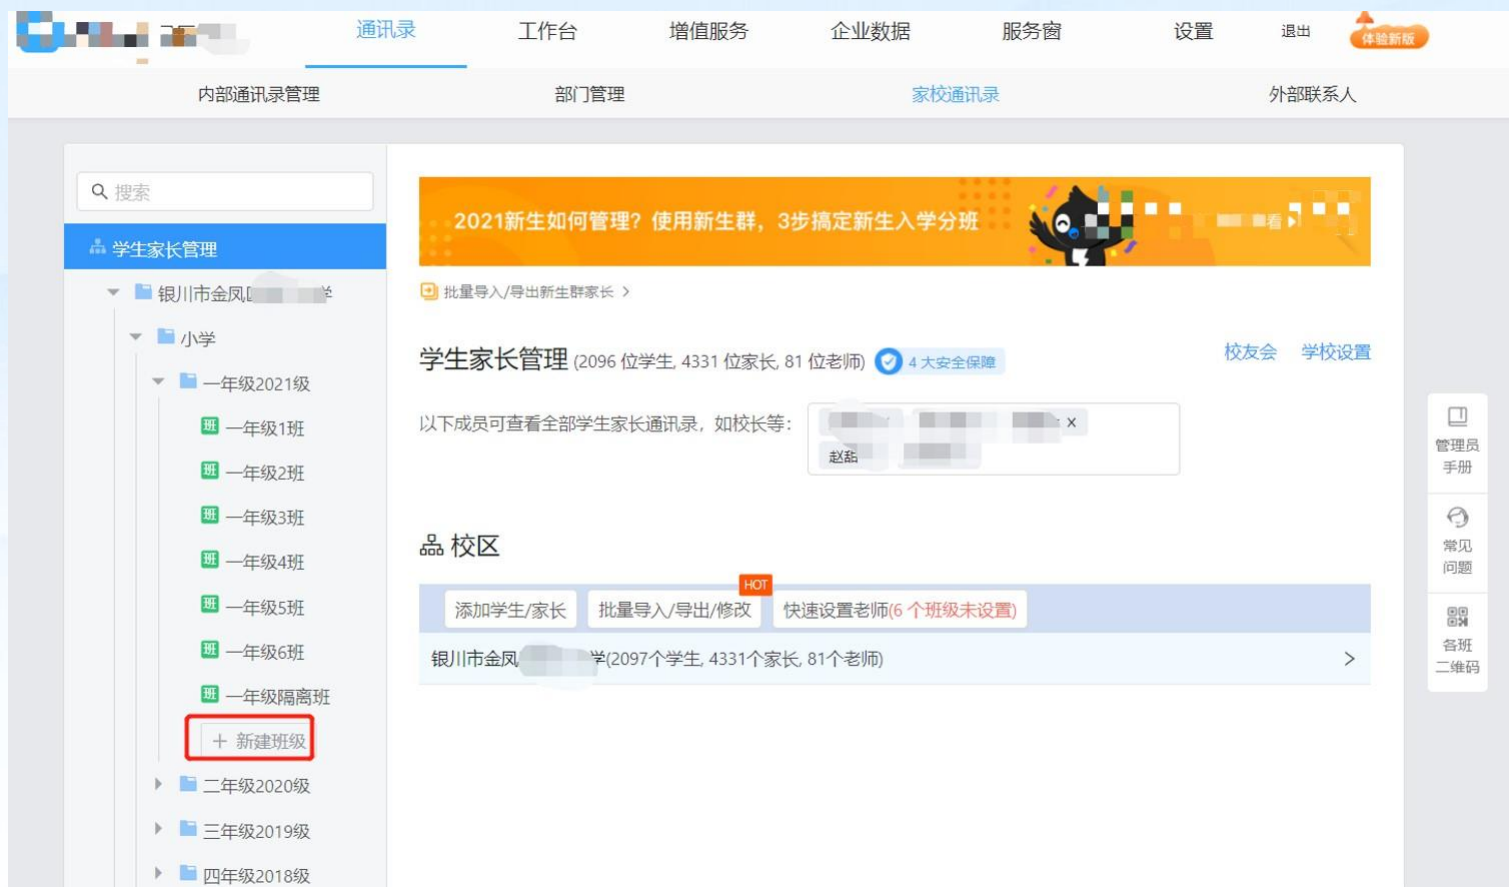 通讯录
工作台
增值服务
企业数据
服务窗
设置
退出
体验新版
内部通讯录管理
部门管理
家校通讯录
外部联系人
搜索
学生家长管理
银川市金凤
学
小学
一年级2021级
一年级1班
一年级2班
一年级3班
一年级4班
一年级5班
一年级6班
一年级隔离班
+ 新建班级
二年级2020级
三年级2019级
四年级2018级
班
班
班
班
班
班
班
2021新生如何管理？使用新生群，3步搞定新生入学分班
看
批量导入/导出新生群家长 >
学生家长管理 (2096 位学生, 4331 位家长, 81 位老师) 4 大安全保障
校友会 学校设置
以下成员可查看全部学生家长通讯录，如校长等：
x
赵甜
校区
HOT
添加学生/家长
批量导入/导出/修改
快速设置老师(6 个班级未设置)
银川市金凤
学(2097个学生, 4331个家长, 81个老师) >
管理员
手册
常见
问题
各班
二维码